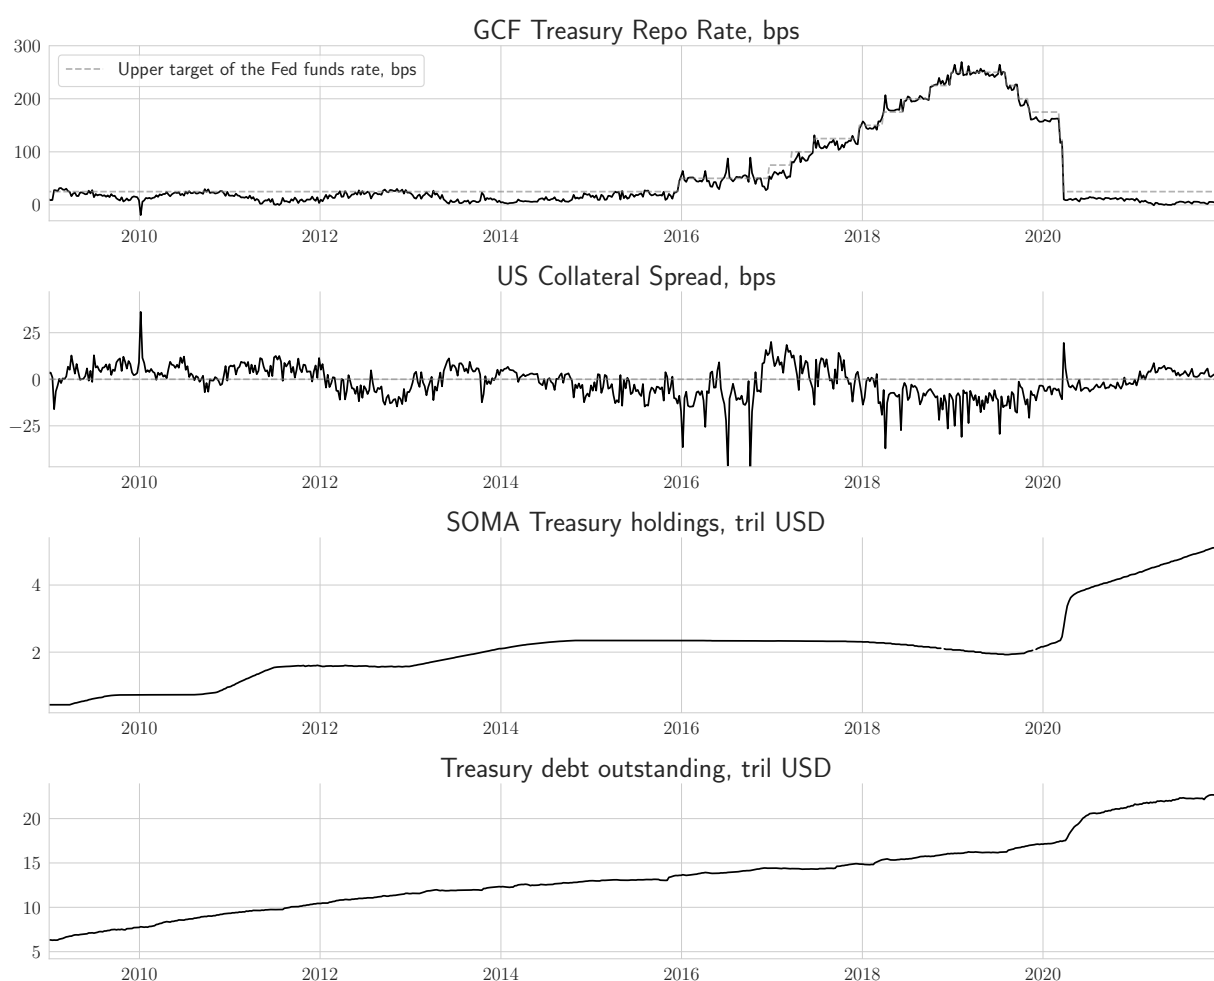 GCF Treasury Repo Rate, bps
300
200
100
0
Upper target of the Fed funds rate, bps
2010 2012 2014 2016 2018 2020
US Collateral Spread, bps
25
0
−25
2010 2012 2014 2016 2018 2020
SOMA Treasury holdings, tril USD
4
2
2010 2012 2014 2016 2018 2020
Treasury debt outstanding, tril USD
20
15
10
5
2010 2012 2014 2016 2018 2020